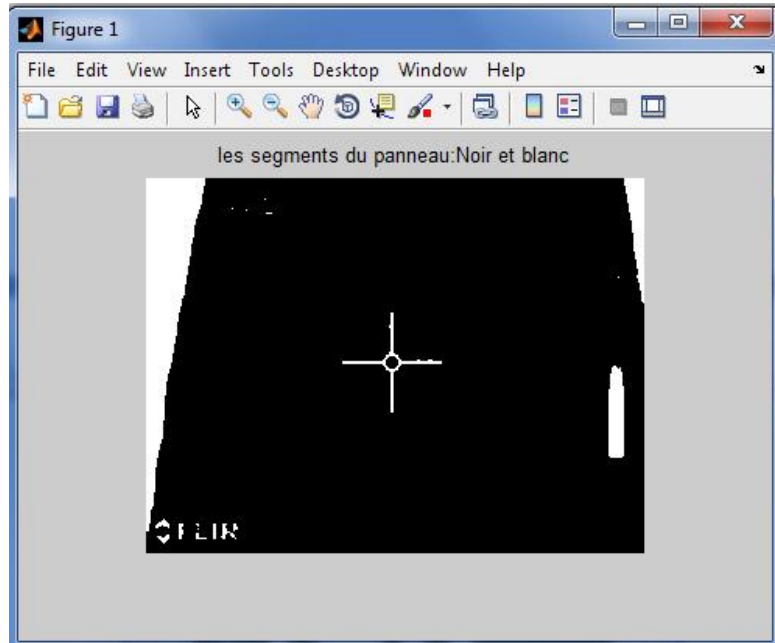 Figure 1
File Edit View Insert Tools Desktop Window Help
les segments du panneau:Noir et blanc
FLIR